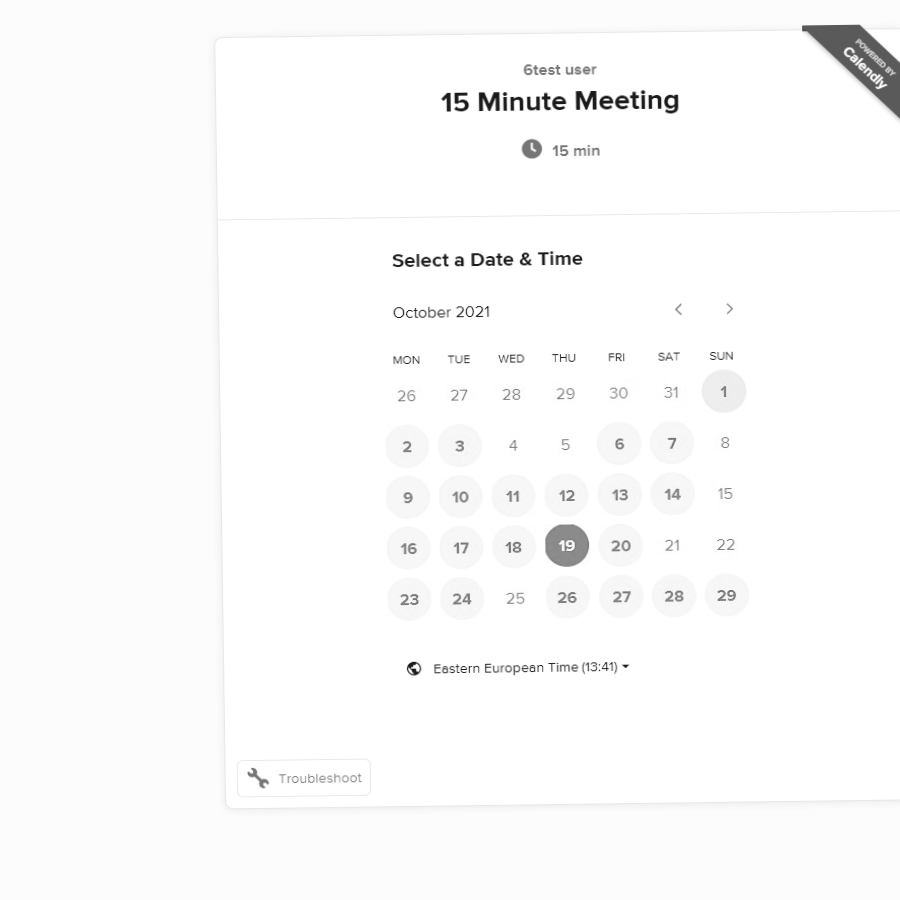 POWERED BY
Calendly
6test user
15 Minute Meeting
15 min
Select a Date & Time
October 2021
MON TUE WED THU FRI SAT SUN
26 27 28 29 30 31 1
2 3 4 5 6 7 8
9 10 11 12 13 14 15
16 17 18 19 20 21 22
23 24 25 26 27 28 29
Eastern European Time (13:41)
Troubleshoot